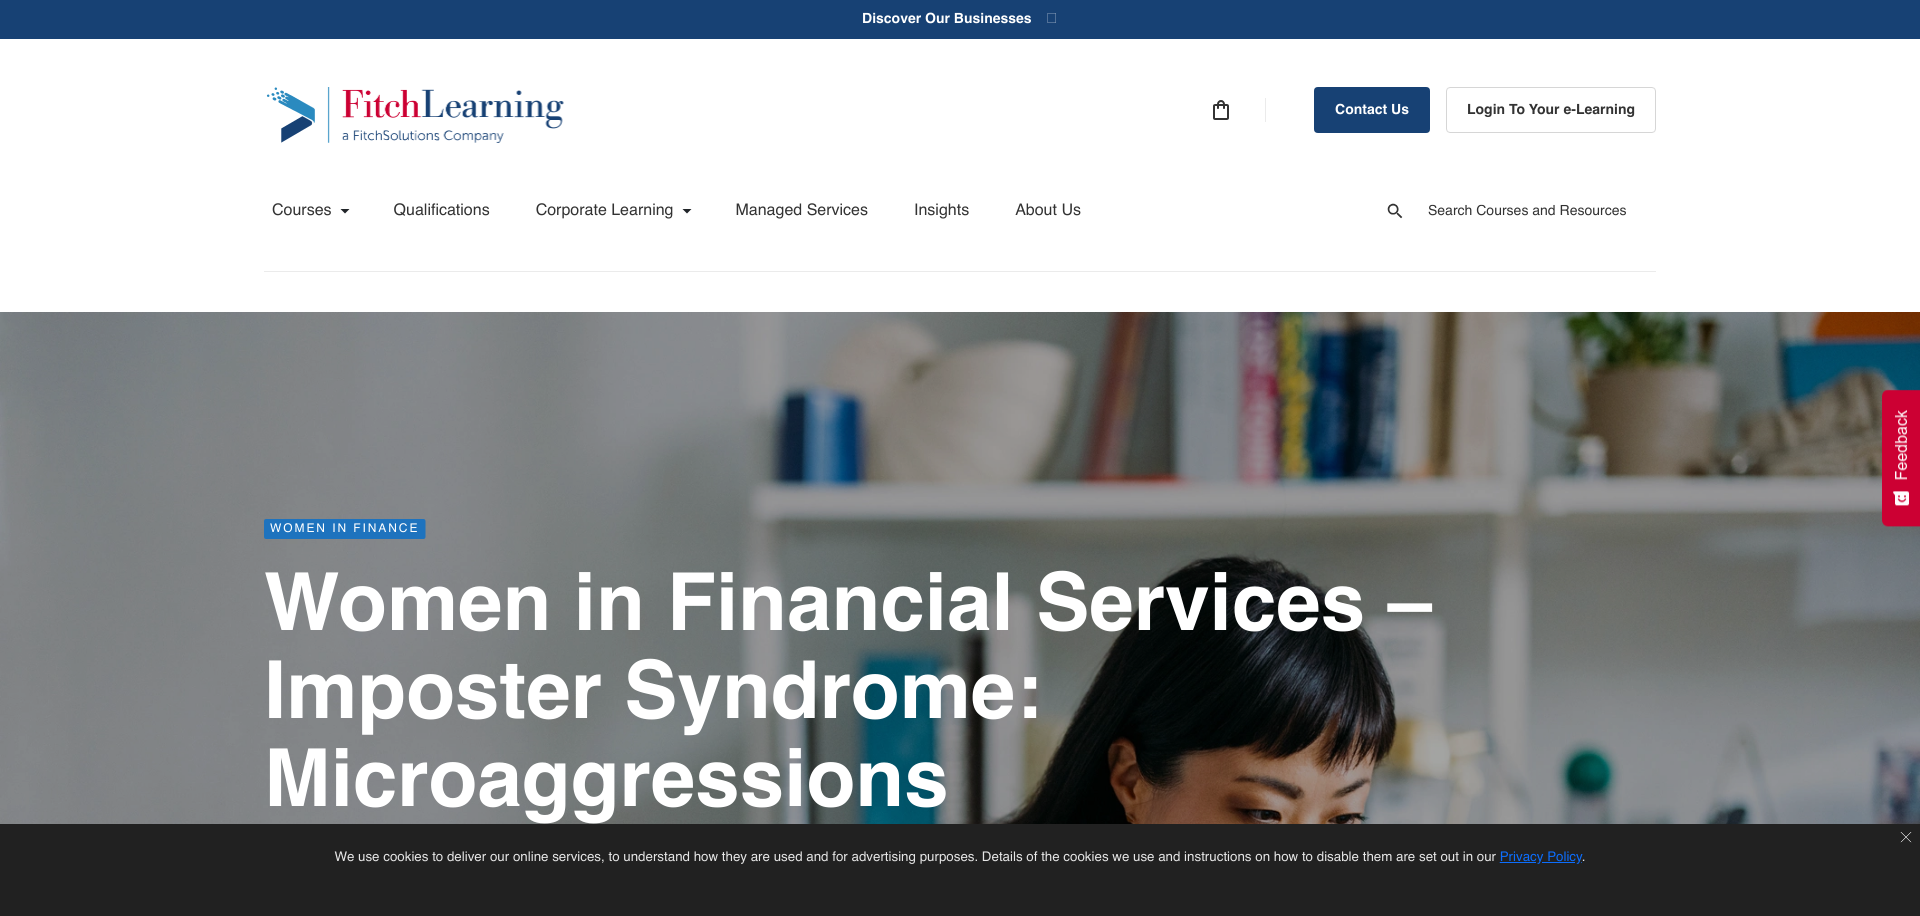 Discover Our Businesses
FitchLearning
a FitchSolutions Company
Contact Us
Login To Your e-Learning
Courses
Qualifications
Corporate Learning
Managed Services
Insights
About Us
Search Courses and Resources
Feedback
WOMEN IN FINANCE
Women in Financial Services –
Imposter Syndrome:
Microaggressions
We use cookies to deliver our online services, to understand how they are used and for advertising purposes. Details of the cookies we use and instructions on how to disable them are set out in our Privacy Policy.